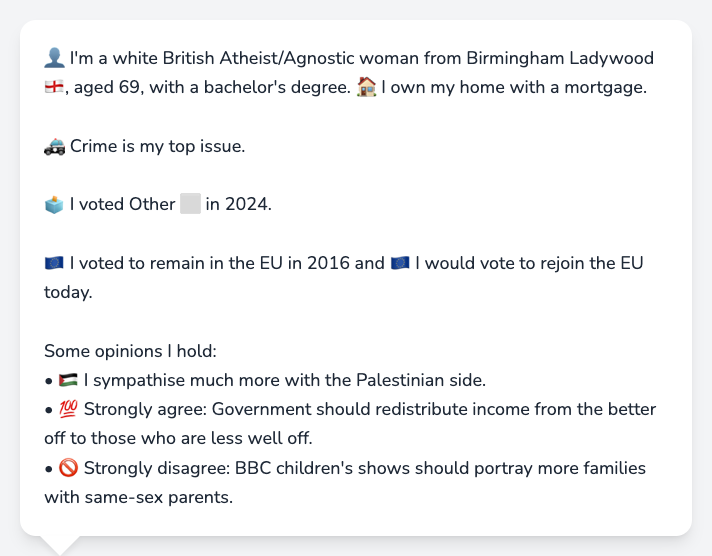 👤 I'm a white British Atheist/Agnostic woman from Birmingham Ladywood
🏴󠁧󠁢󠁥󠁮󠁧󠁿, aged 69, with a bachelor's degree. 🏠 I own my home with a mortgage.
🚓 Crime is my top issue.
🗳️ I voted Other ⬜ in 2024.
🇪🇺 I voted to remain in the EU in 2016 and 🇪🇺 I would vote to rejoin the EU
today.
Some opinions I hold:
• 🇵🇸 I sympathise much more with the Palestinian side.
• 💯 Strongly agree: Government should redistribute income from the better
off to those who are less well off.
• 🚫 Strongly disagree: BBC children's shows should portray more families
with same-sex parents.